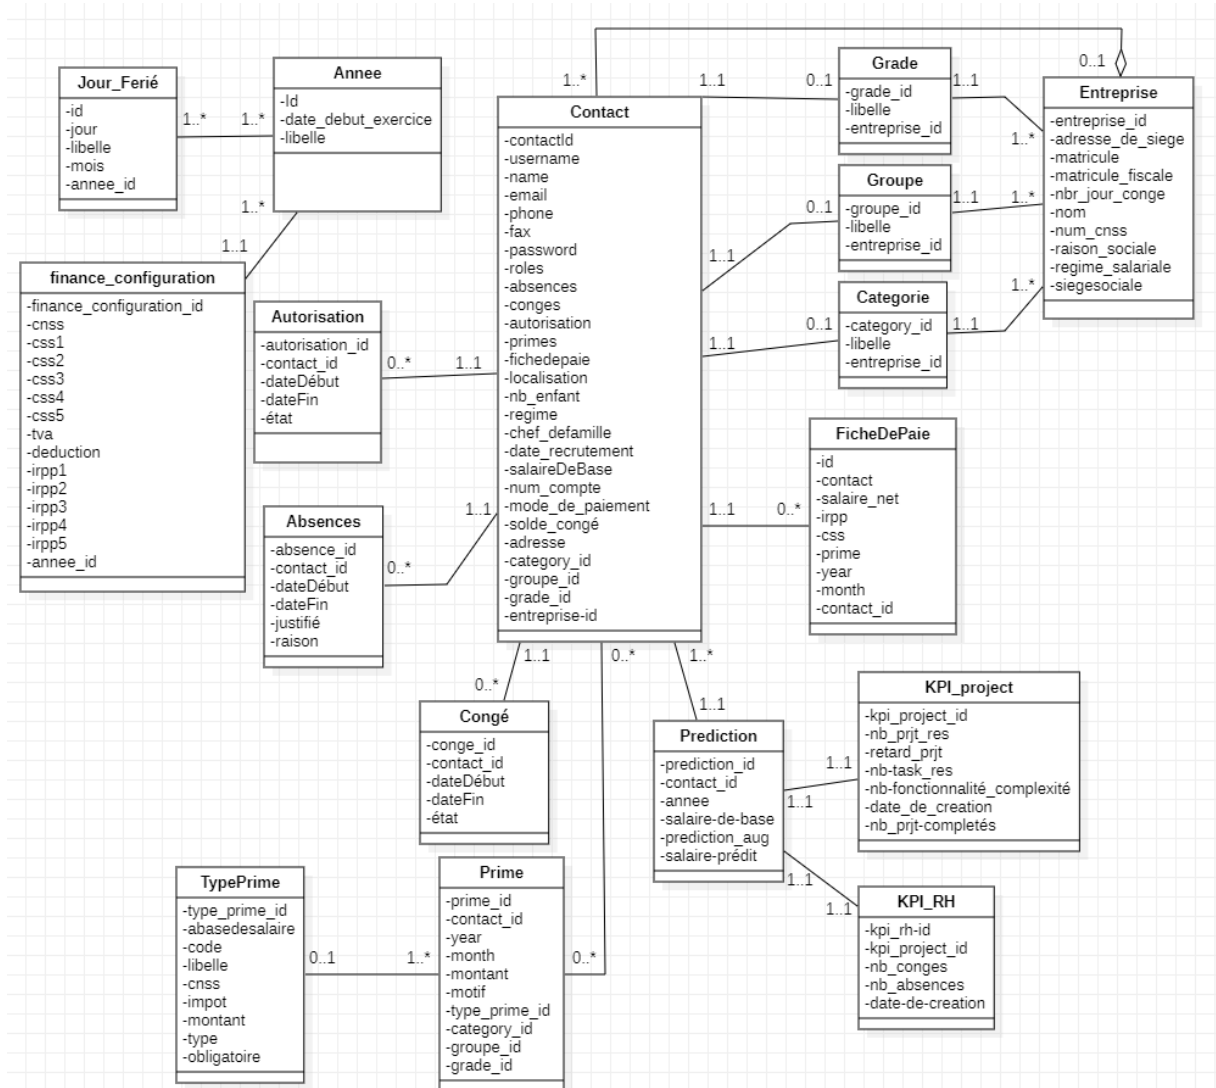 Jour_Ferié
-id
-jour
-libelle
-mois
-annee_id
1..*
1..*
Annee
-Id
-date_debut_exercice
-libelle
1..*
1..1
finance_configuration
-finance_configuration_id
-cnss
-css1
-css2
-css3
-css4
-css5
-tva
-deduction
-irpp1
-irpp2
-irpp3
-irpp4
-irpp5
-annee_id
Autorisation
-autorisation_id
-contact_id
-dateDébut
-dateFin
-état
0..*
1..1
Absences
-absence_id
-contact_id
-dateDébut
-dateFin
-justifié
-raison
0..*
1..1
Contact
-contactId
-username
-name
-email
-phone
-fax
-password
-roles
-absences
-conges
-autorisation
-primes
-fichedepaie
-localisation
-nb_enfant
-regime
-chef_defamille
-date_recrutement
-salaireDeBase
-num_compte
-mode_de_paiement
-solde_congé
-adresse
-category_id
-groupe_id
-grade_id
-entreprise-id
1..*
0..1
1..1
0..1
Grade
-grade_id
-libelle
-entreprise_id
1..1
1..*
Groupe
-groupe_id
-libelle
-entreprise_id
0..1
1..1
1..1
1..*
Categorie
-category_id
-libelle
-entreprise_id
0..1
1..1
1..1
1..*
Entreprise
-entreprise_id
-adresse_de_siege
-matricule
-matricule_fiscale
-nbr_jour_conge
-nom
-num_cnss
-raison_sociale
-regime_salariale
-siegesociale
FicheDePaie
-id
-contact
-salaire_net
-irpp
-css
-prime
-year
-month
-contact_id
1..1
0..*
1..1
0..*
0..*
1..*
1..1
Congé
-conge_id
-contact_id
-dateDébut
-dateFin
-état
Prediction
-prediction_id
-contact_id
-annee
-salaire-de-base
-prediction_aug
-salaire-prédit
1..1
1..1
1..1
1..1
KPI_project
-kpi_project_id
-nb_prjt_res
-retard_prjt
-nb-task_res
-nb-fonctionnalité_complexité
-date_de_creation
-nb_prjt-completés
KPI_RH
-kpi_rh-id
-kpi_project_id
-nb_conges
-nb_absences
-date-de-creation
TypePrime
-type_prime_id
-abasedesalaire
-code
-libelle
-cnss
-impot
-montant
-type
-obligatoire
0..1
1..*
Prime
-prime_id
-contact_id
-year
-month
-montant
-motif
-type_prime_id
-category_id
-groupe_id
-grade_id
0..*